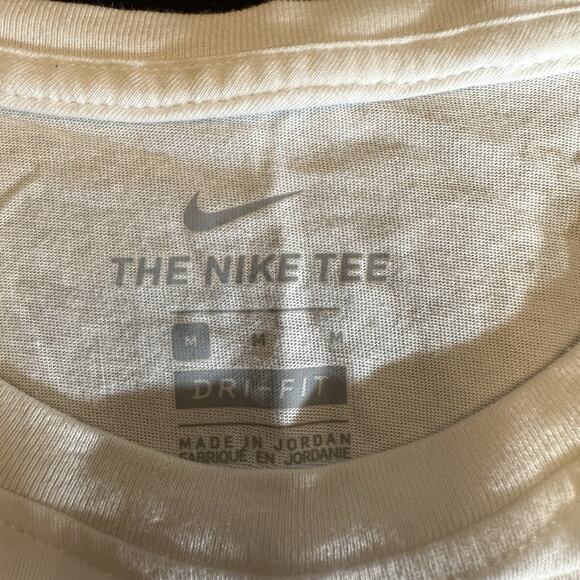 THE NIKE TEE
M M M
DRI-FIT
MADE IN JORDAN
FABRIQUÉ EN JORDANIE